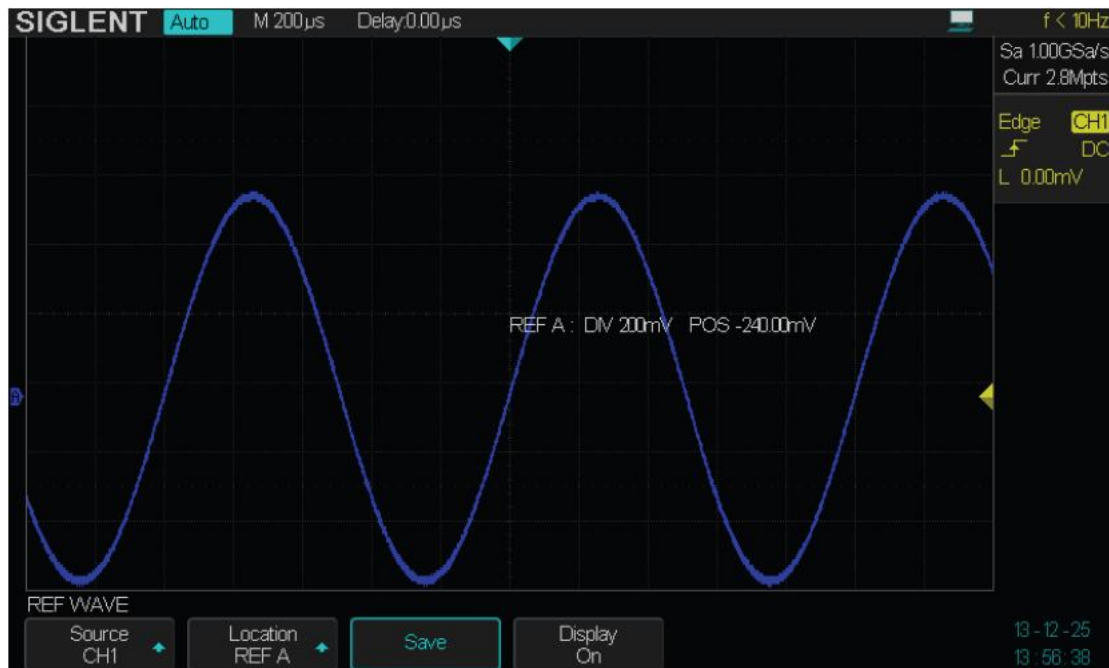 SIGLENT Auto M 200µs Delay:0.00µs f < 10Hz
Sa 1.00GSa/s
Curr 2.8Mpts
Edge CH1
DC
L 0.00mV
REF A : DIV 200mV POS -240.00mV
A
REF WAVE
Source
CH1
Location
REF A
Save
Display
On
13-12-25
13:56:38